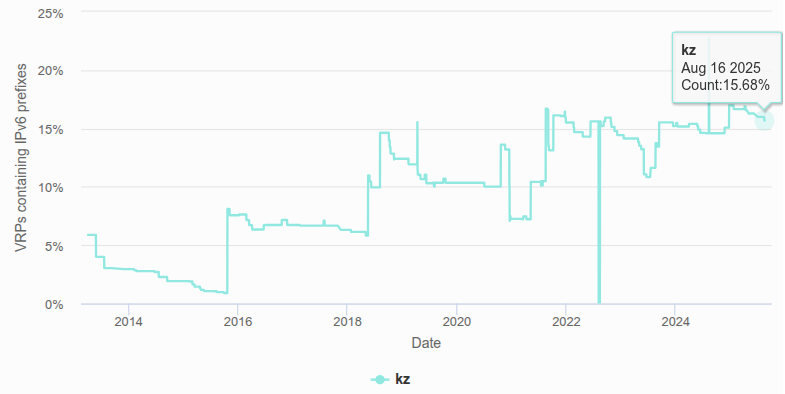 25%
20%
15%
10%
5%
0%
VRPs containing IPv6 prefixes
kz
Aug 16 2025
Count:15.68%
2014
2016
2018
2020
2022
2024
Date
kz